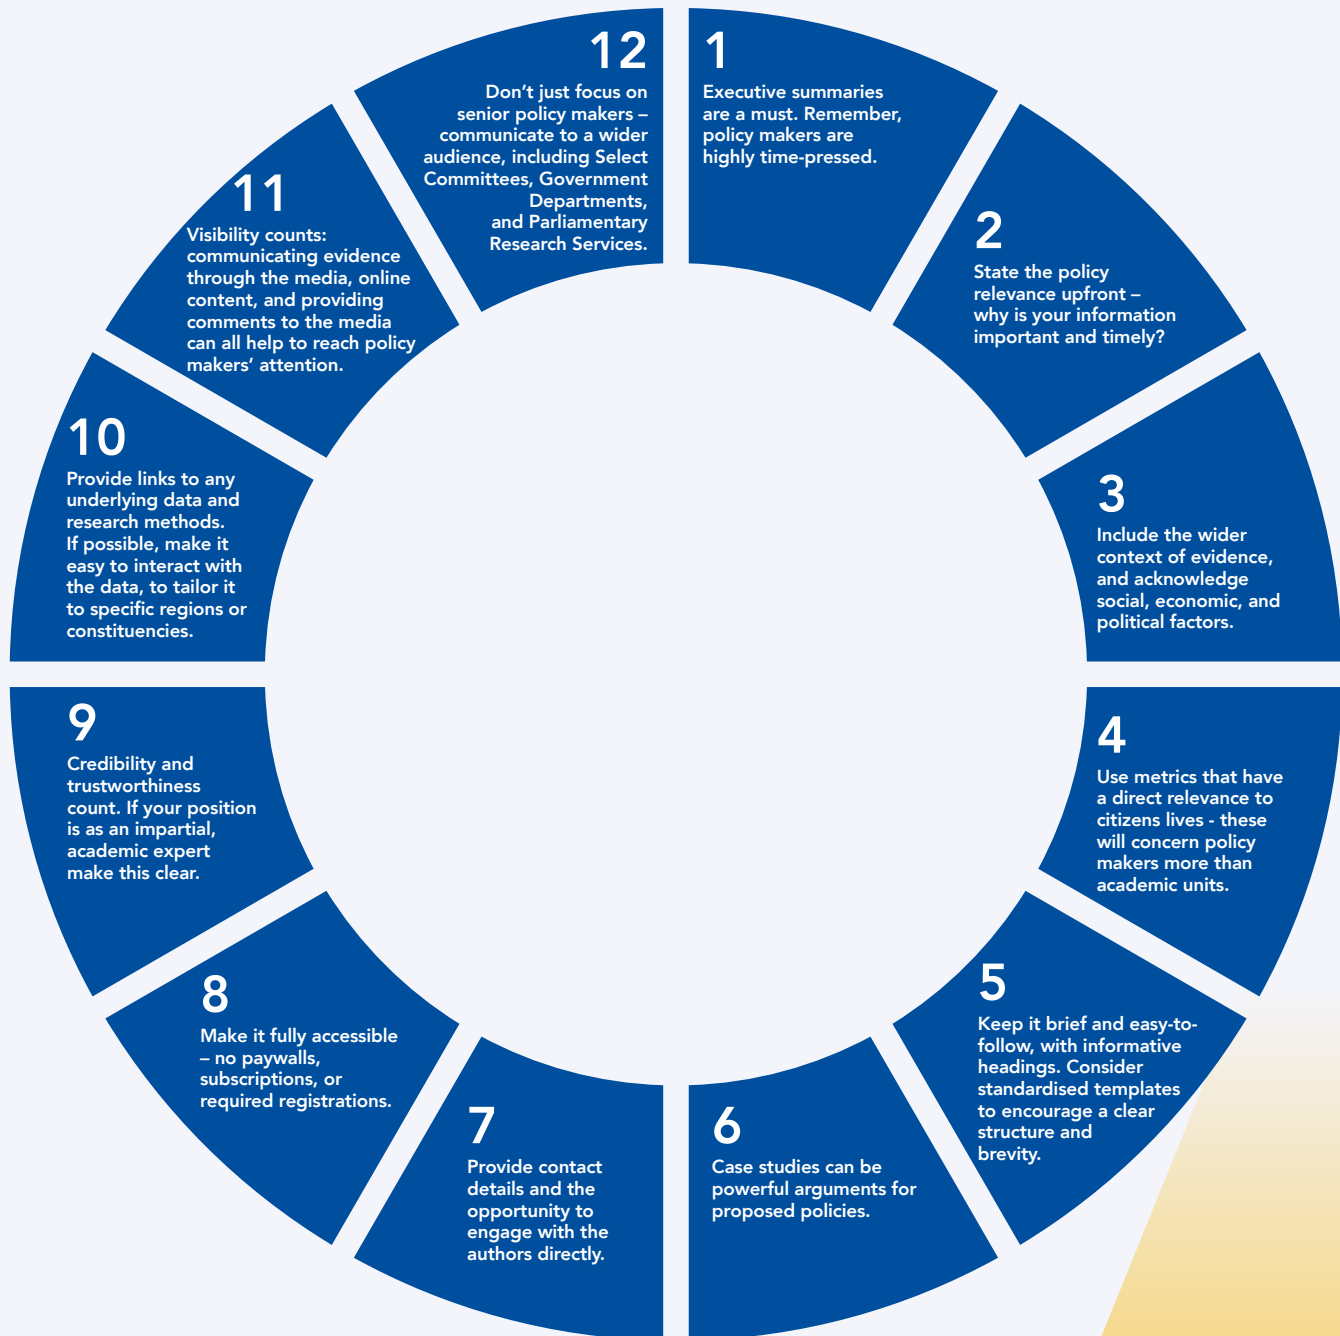 1
Executive summaries
are a must. Remember,
policy makers are
highly time-pressed.
2
State the policy
relevance upfront –
why is your information
important and timely?
3
Include the wider
context of evidence,
and acknowledge
social, economic, and
political factors.
4
Use metrics that have
a direct relevance to
citizens lives - these
will concern policy
makers more than
academic units.
5
Keep it brief and easy-to-
follow, with informative
headings. Consider
standardised templates
to encourage a clear
structure and
brevity.
6
Case studies can be
powerful arguments for
proposed policies.
7
Provide contact
details and the
opportunity to
engage with the
authors directly.
8
Make it fully accessible
– no paywalls,
subscriptions, or
required registrations.
9
Credibility and
trustworthiness
count. If your position
is as an impartial,
academic expert
make this clear.
10
Provide links to any
underlying data and
research methods.
If possible, make it
easy to interact with
the data, to tailor it
to specific regions or
constituencies.
11
Visibility counts:
communicating evidence
through the media, online
content, and providing
comments to the media
can all help to reach policy
makers’ attention.
12
Don’t just focus on
senior policy makers –
communicate to a wider
audience, including Select
Committees, Government
Departments,
and Parliamentary
Research Services.